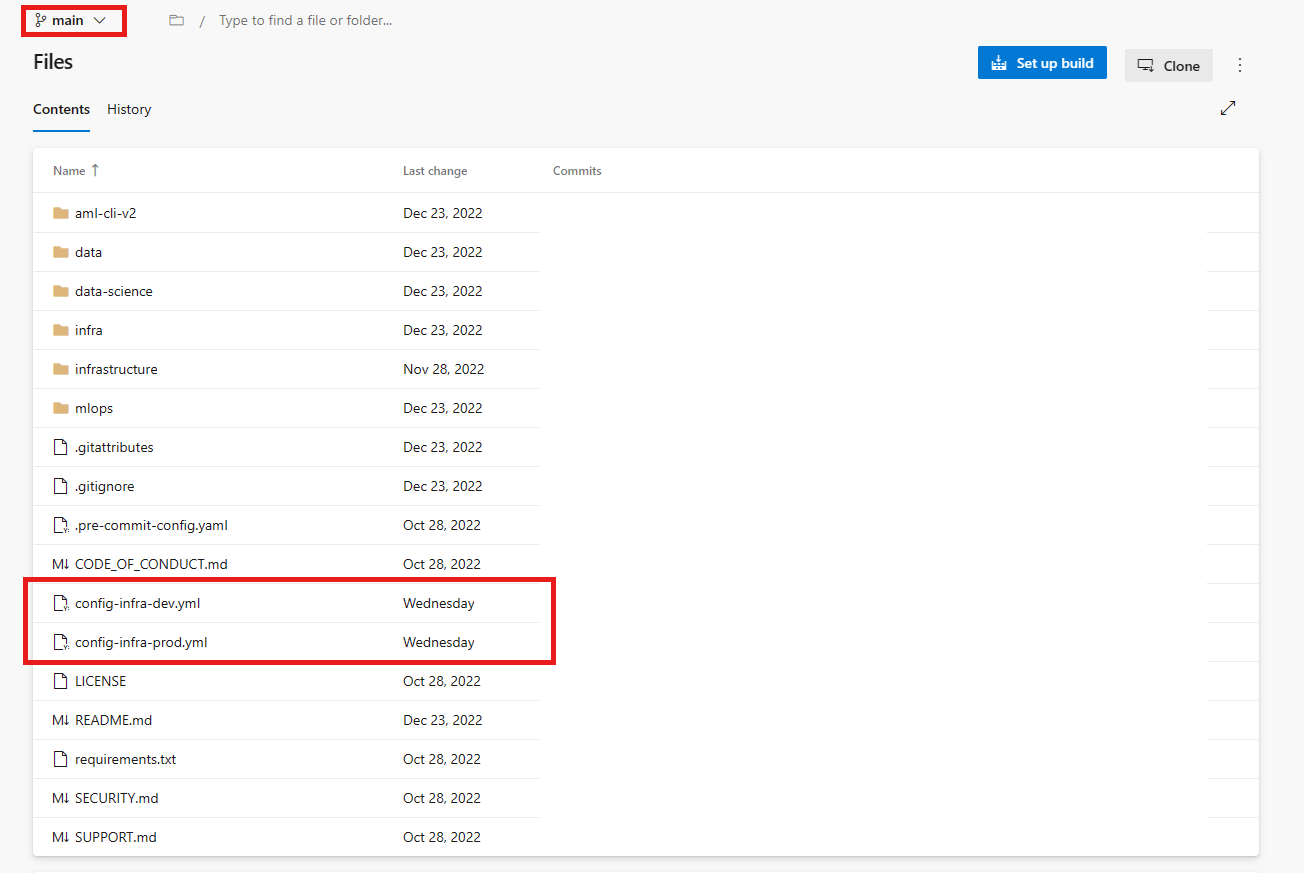 main / Type to find a file or folder...
Files Set up build Clone
Contents History
Name ↑ Last change Commits
aml-cli-v2 Dec 23, 2022
data Dec 23, 2022
data-science Dec 23, 2022
infra Dec 23, 2022
infrastructure Nov 28, 2022
mlops Dec 23, 2022
.gitattributes Dec 23, 2022
.gitignore Dec 23, 2022
.pre-commit-config.yaml Oct 28, 2022
M↓ CODE_OF_CONDUCT.md Oct 28, 2022
config-infra-dev.yml Wednesday
config-infra-prod.yml Wednesday
LICENSE Oct 28, 2022
M↓ README.md Dec 23, 2022
requirements.txt Oct 28, 2022
M↓ SECURITY.md Oct 28, 2022
M↓ SUPPORT.md Oct 28, 2022